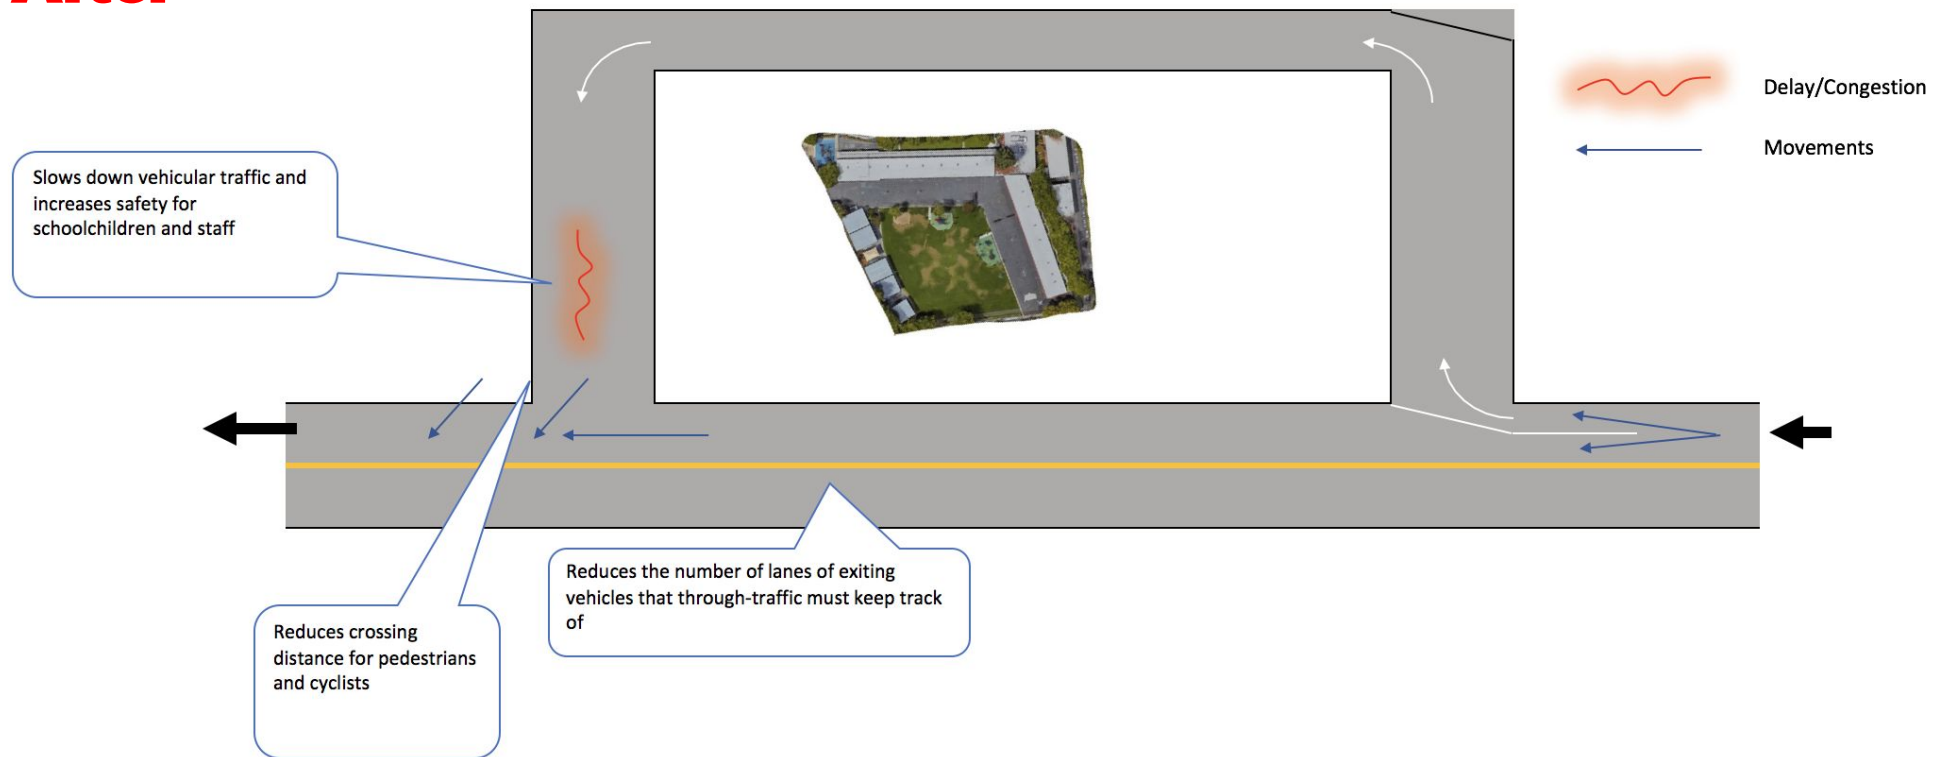 After
Delay/Congestion
Movements
Slows down vehicular traffic and
increases safety for
schoolchildren and staff
Reduces the number of lanes of exiting
vehicles that through-traffic must keep track
of
Reduces crossing
distance for pedestrians
and cyclists